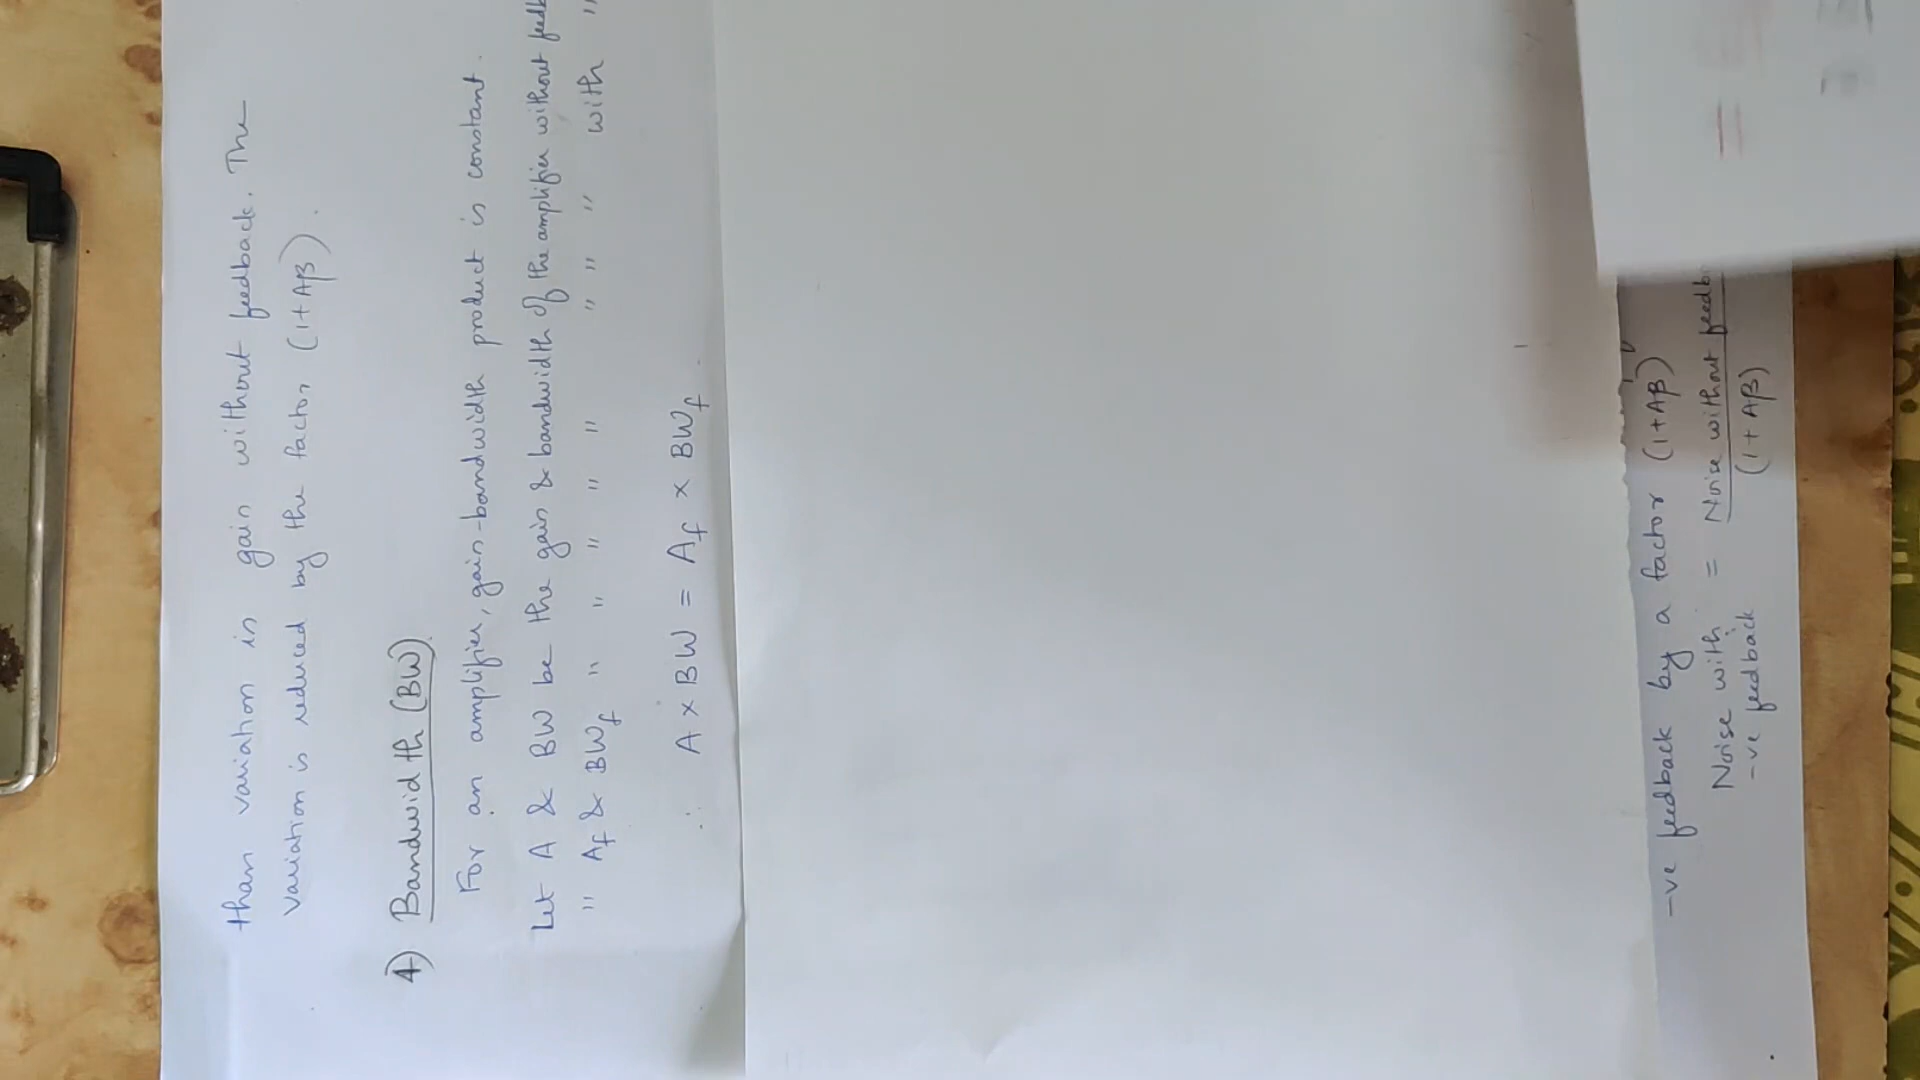 than variation in gain without feedback. The
variation is reduced by the factor (1+Aβ).
4) Bandwidth (BW)
For an amplifier, gain-bandwidth product is constant.
Let A & BW be the gain & bandwidth of the amplifier without feedb
" Af & BWf " " " " " " " " with "
∴ A × BW = Af × BWf
-ve feedback by a factor (1+Aβ)
Noise with = Noise without feedb
-ve feedback (1+Aβ)